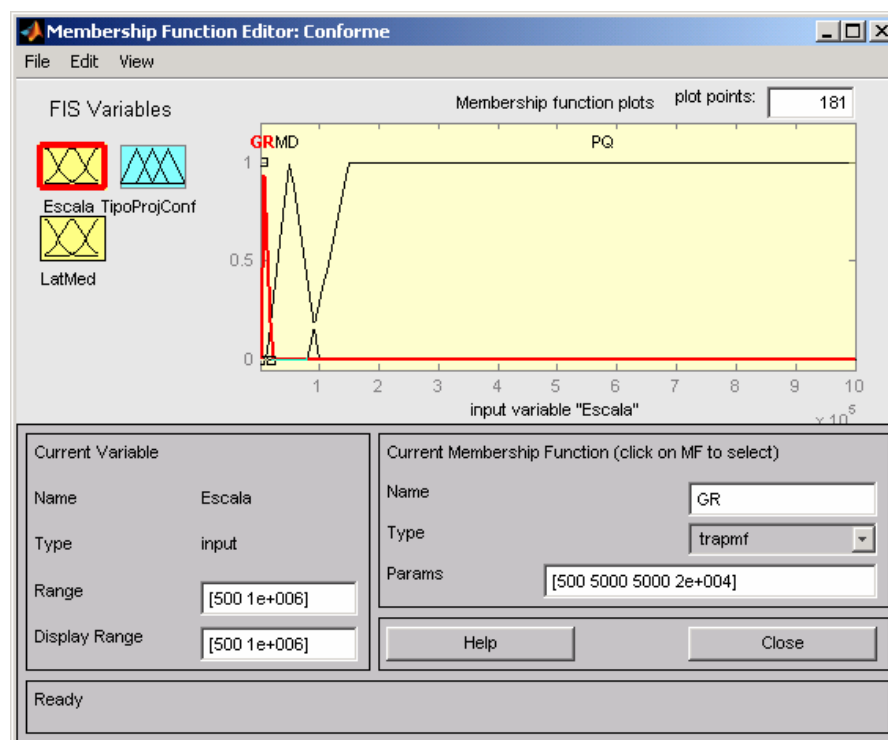 Membership Function Editor: Conforme
File Edit View
FIS Variables
Membership function plots plot points: 181
Escala TipoProjConf
LatMed
GR MD PQ
1
0.5
0
1 2 3 4 5 6 7 8 9 10
input variable "Escala"
x 10^5
Current Variable
Name Escala
Type input
Range [500 1e+006]
Display Range [500 1e+006]
Current Membership Function (click on MF to select)
Name GR
Type trapmf
Params [500 5000 5000 2e+004]
Help Close
Ready